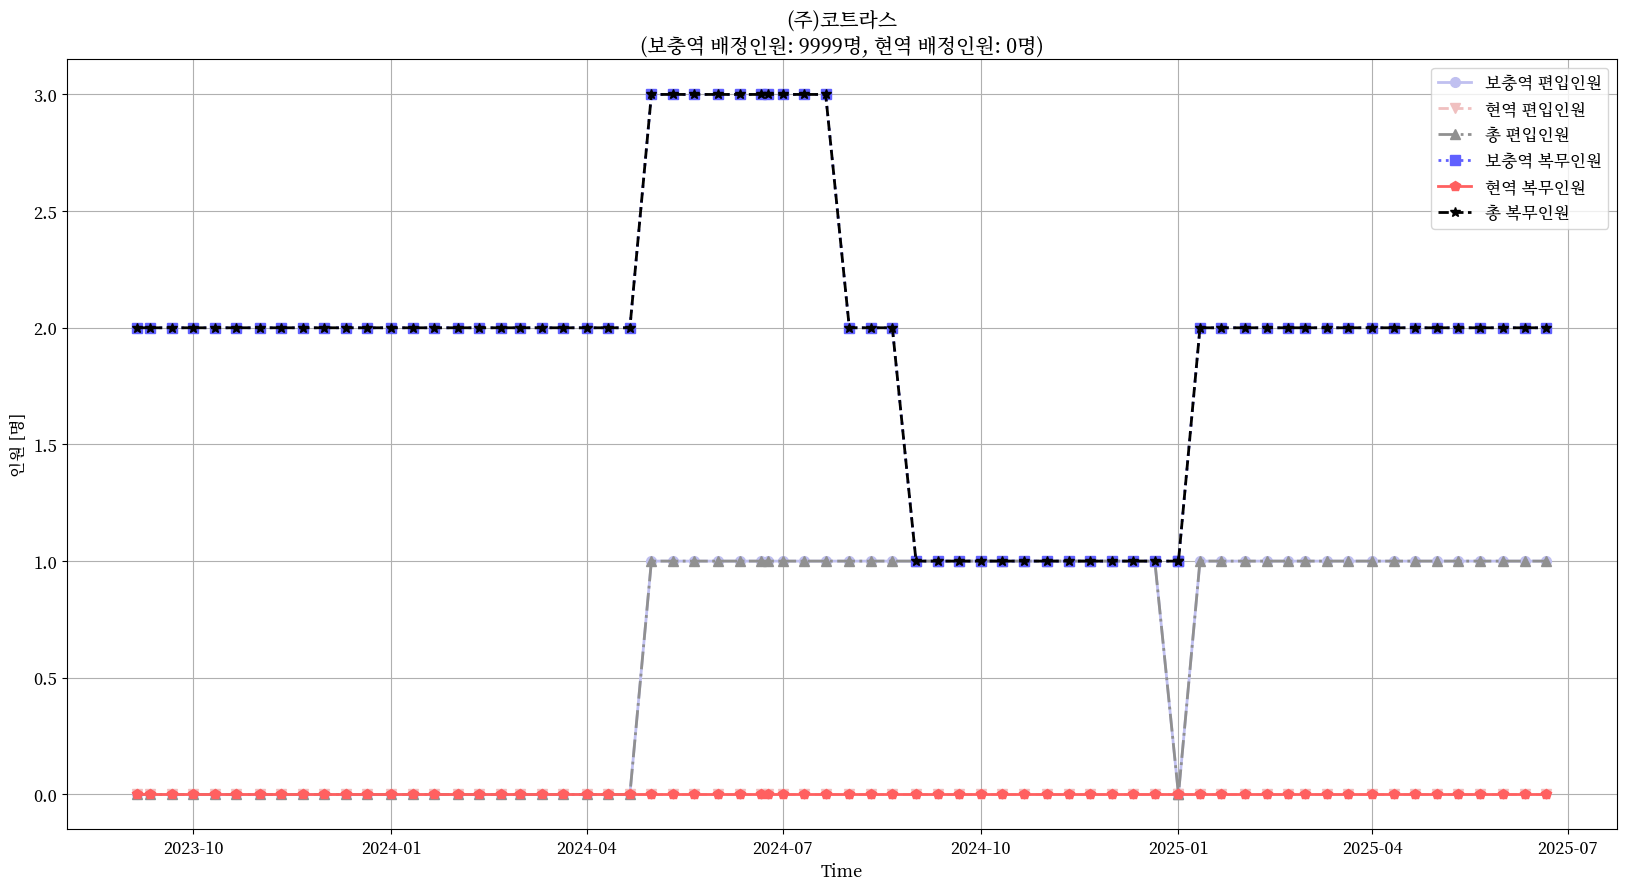 (주)코트라스
(보충역 배정인원: 9999명, 현역 배정인원: 0명)
보충역 편입인원
현역 편입인원
총 편입인원
보충역 복무인원
현역 복무인원
총 복무인원
인원 [명]
3.0
2.5
2.0
1.5
1.0
0.5
0.0
2023-10
2024-01
2024-04
2024-07
2024-10
2025-01
2025-04
2025-07
Time